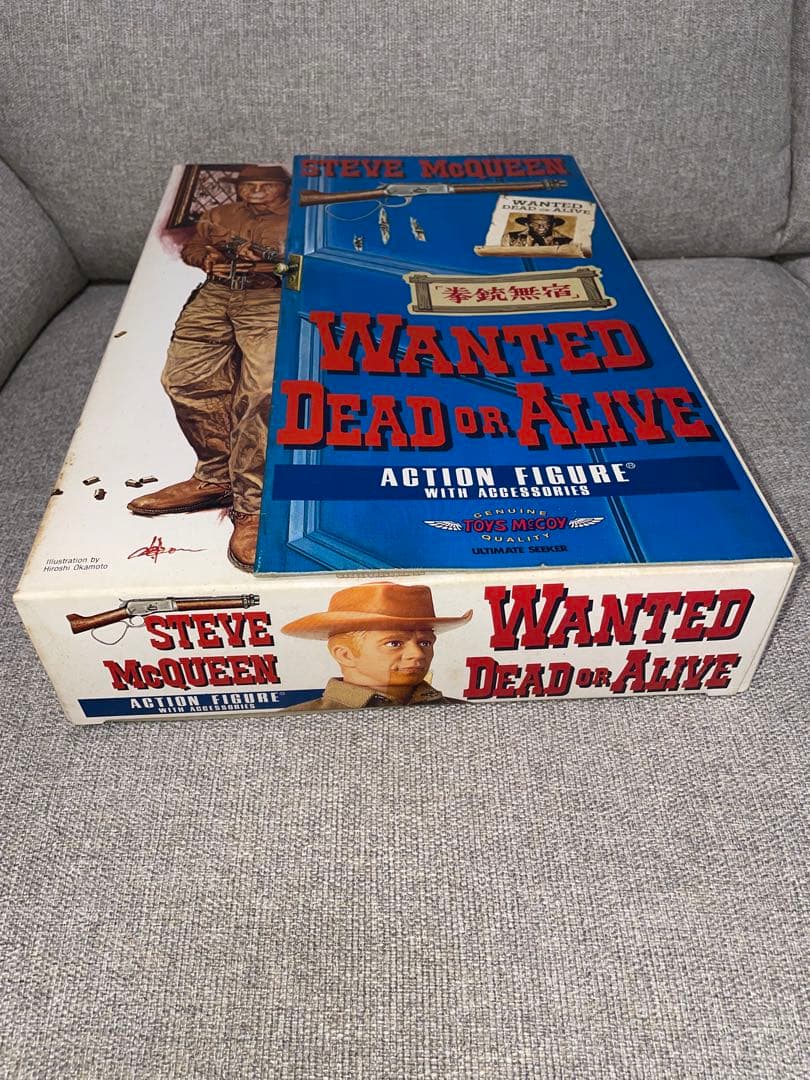 STEVE McQUEEN
WANTED
DEAD OR ALIVE
「拳銃無宿」
WANTED
DEAD OR ALIVE
ACTION FIGURE®
WITH ACCESSORIES
GENUINE
TOYS McCOY
QUALITY
ULTIMATE SEEKER
Illustration by
Hiroshi Okamoto
STEVE
McQUEEN
ACTION FIGURE®
WITH ACCESSORIES
WANTED
DEAD OR ALIVE